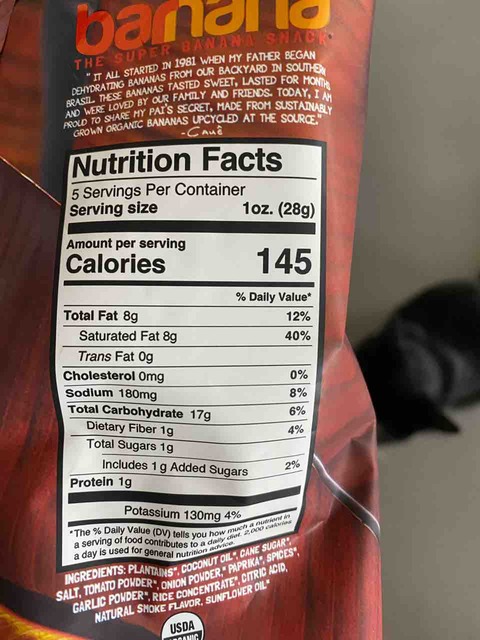 barnana
THE SUPER BANANA SNACK
"IT ALL STARTED IN 1981 WHEN MY FATHER BEGAN
DEHYDRATING BANANAS FROM OUR BACKYARD IN SOUTHERN
BRASIL. THESE BANANAS TASTED SWEET, LASTED FOR MONTHS
AND WERE LOVED BY OUR FAMILY AND FRIENDS. TODAY, I AM
PROUD TO SHARE MY PAI'S SECRET, MADE FROM SUSTAINABLY
GROWN ORGANIC BANANAS UPCYCLED AT THE SOURCE."
-Cauê
Nutrition Facts
5 Servings Per Container
Serving size 1oz. (28g)
Amount per serving
Calories 145
% Daily Value*
Total Fat 8g 12%
Saturated Fat 8g 40%
Trans Fat 0g
Cholesterol 0mg 0%
Sodium 180mg 8%
Total Carbohydrate 17g 6%
Dietary Fiber 1g 4%
Total Sugars 1g
Includes 1g Added Sugars 2%
Protein 1g
Potassium 130mg 4%
*The % Daily Value (DV) tells you how much a nutrient in
a serving of food contributes to a daily diet. 2,000 calories
a day is used for general nutrition advice.
INGREDIENTS: PLANTAINS*, COCONUT OIL*, CANE SUGAR*,
SALT, TOMATO POWDER*, ONION POWDER,* PAPRIKA*, SPICES*,
GARLIC POWDER*, RICE CONCENTRATE*, CITRIC ACID,
NATURAL SMOKE FLAVOR, SUNFLOWER OIL*
USDA
ORGANIC